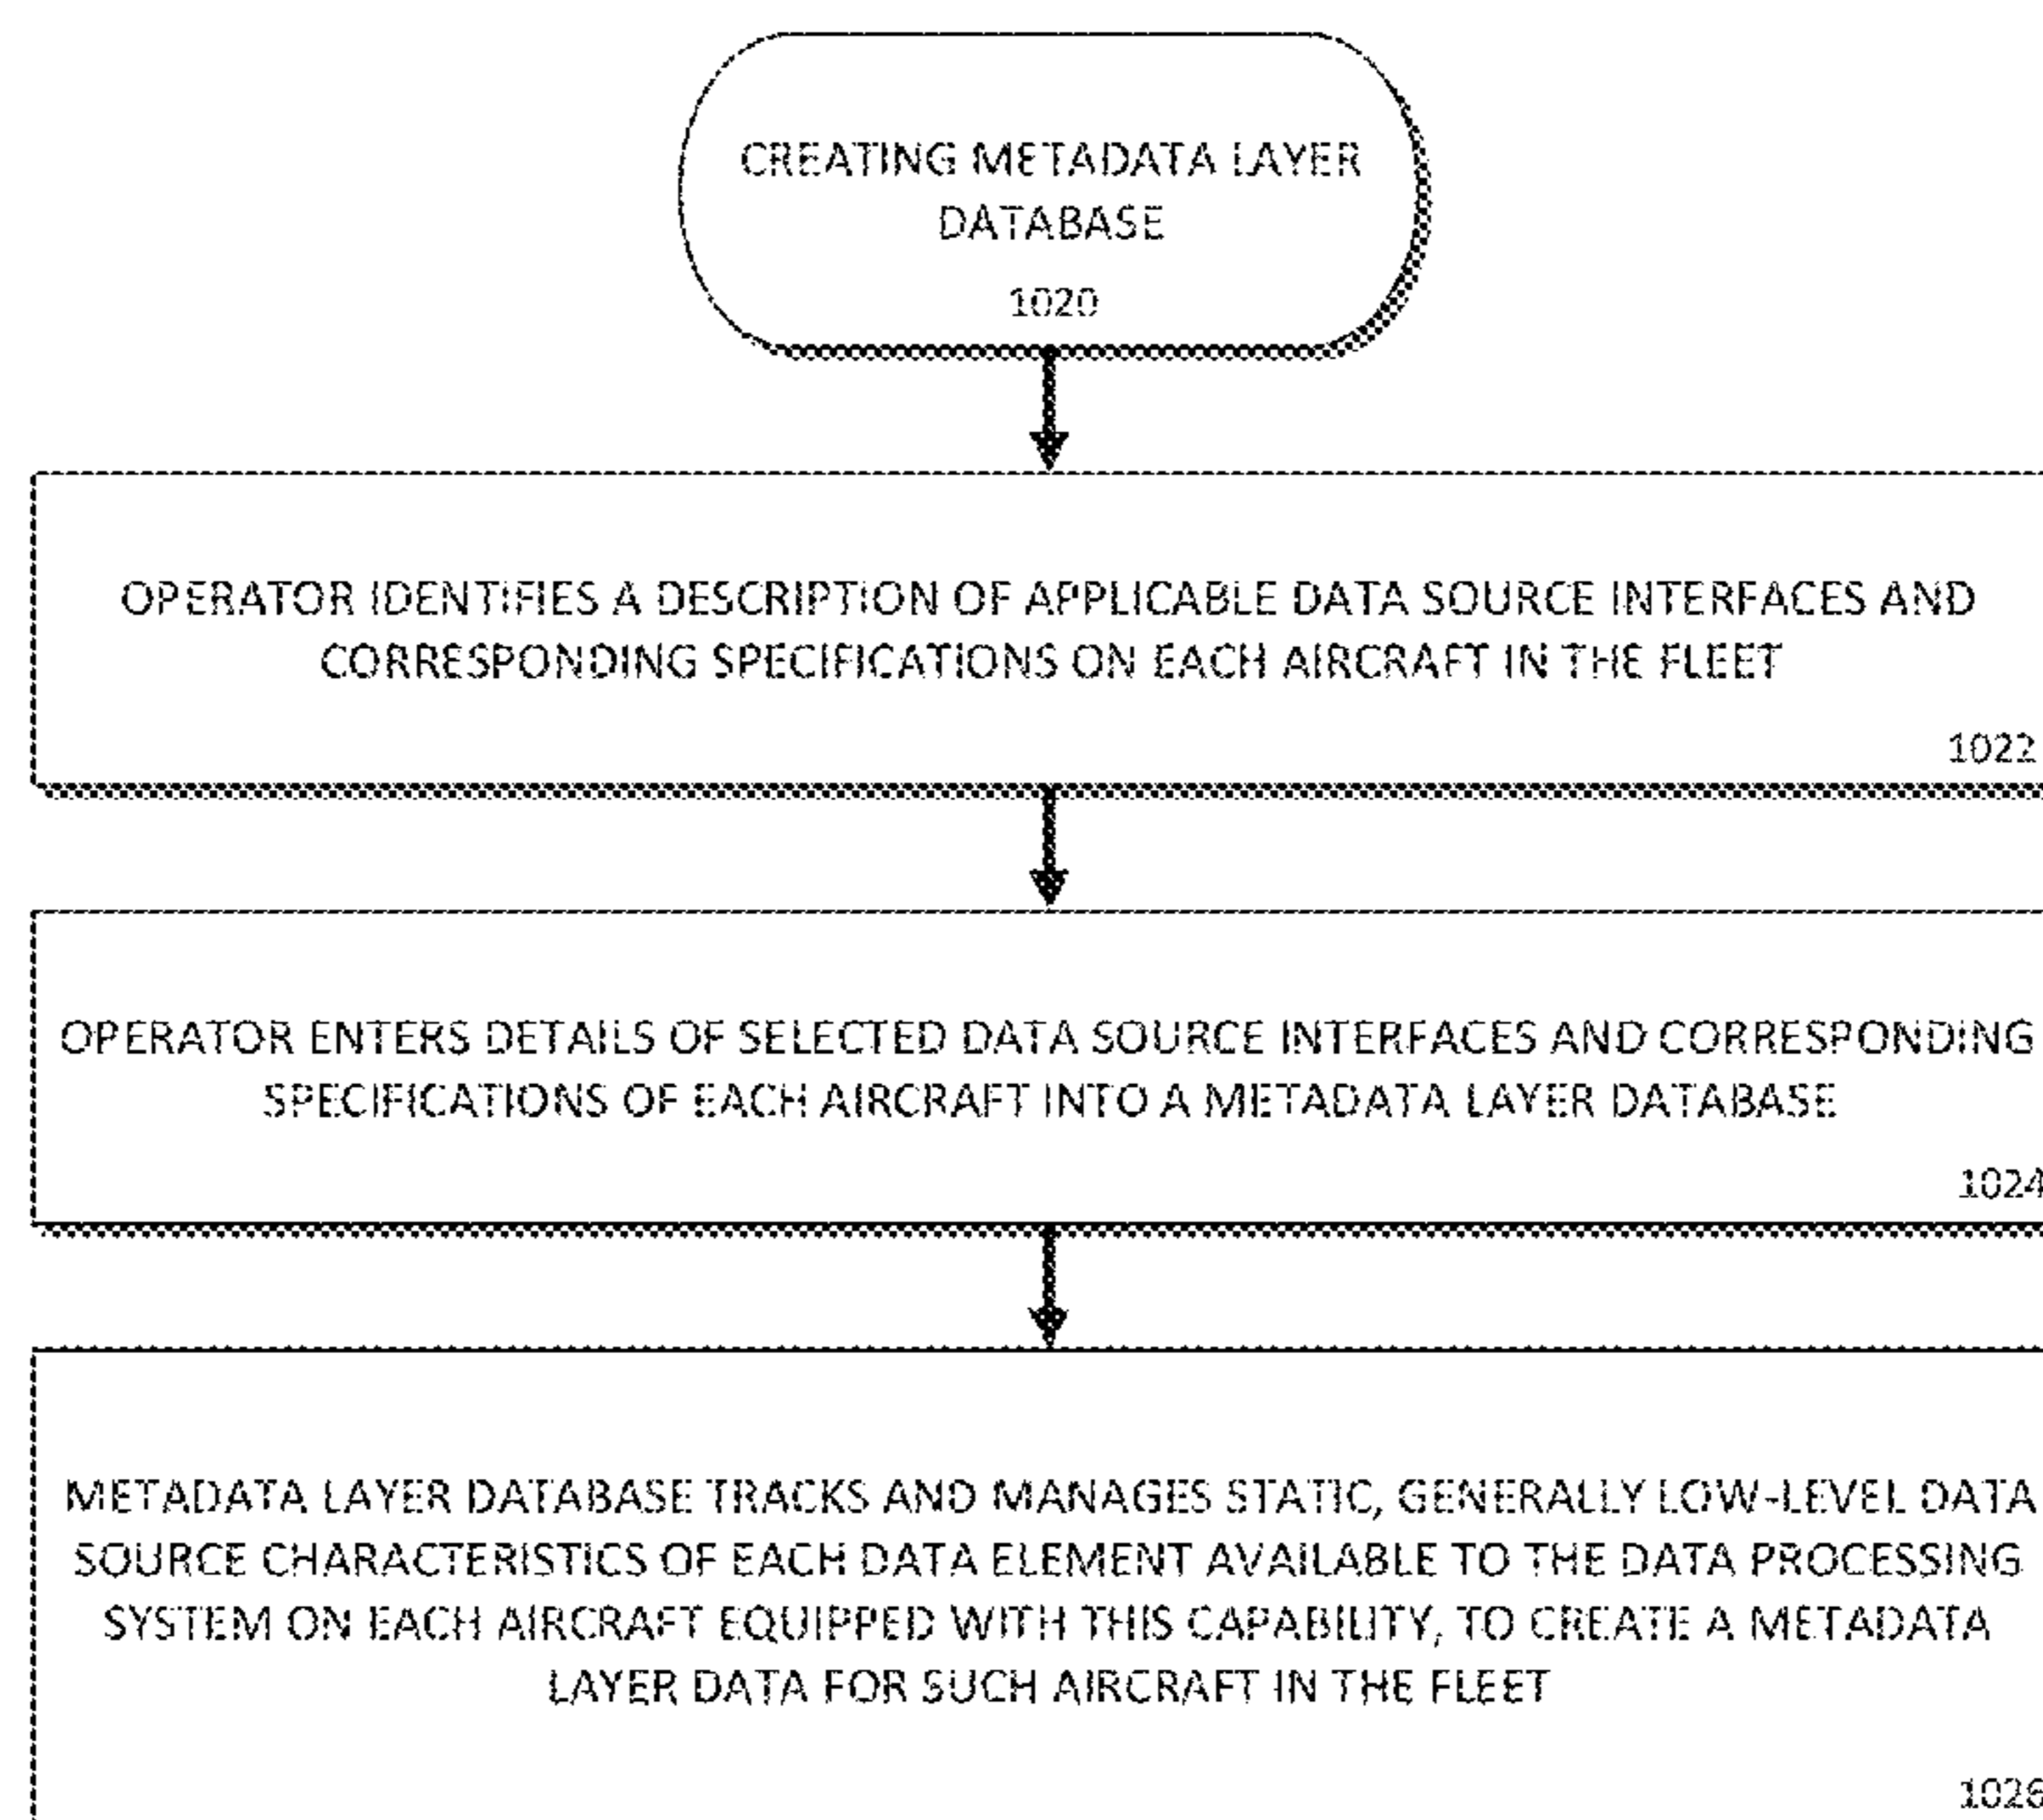 CREATING METADATA LAYER
DATABASE
1020
OPERATOR IDENTIFIES A DESCRIPTION OF APPLICABLE DATA SOURCE INTERFACES AND
CORRESPONDING SPECIFICATIONS ON EACH AIRCRAFT IN THE FLEET
1022
OPERATOR ENTERS DETAILS OF SELECTED DATA SOURCE INTERFACES AND CORRESPONDING
SPECIFICATIONS OF EACH AIRCRAFT INTO A METADATA LAYER DATABASE
1024
METADATA LAYER DATABASE TRACKS AND MANAGES STATIC, GENERALLY LOW-LEVEL DATA
SOURCE CHARACTERISTICS OF EACH DATA ELEMENT AVAILABLE TO THE DATA PROCESSING
SYSTEM ON EACH AIRCRAFT EQUIPPED WITH THIS CAPABILITY, TO CREATE A METADATA
LAYER DATA FOR SUCH AIRCRAFT IN THE FLEET
1026